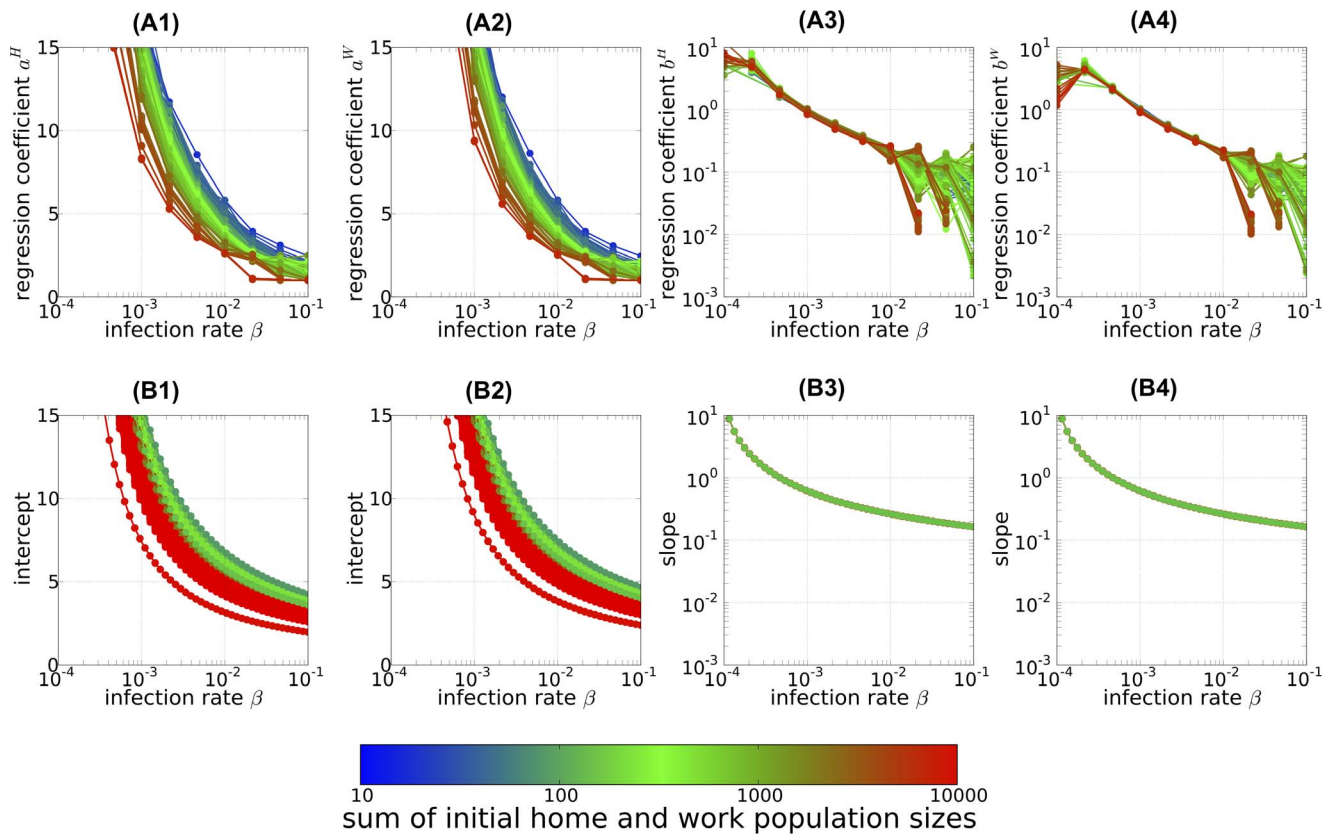 (A1) (A2) (A3) (A4)
regression coefficient a^H
15
10
5
0
10^-4 10^-3 10^-2 10^-1
infection rate β
regression coefficient a^W
15
10
5
0
10^-4 10^-3 10^-2 10^-1
infection rate β
regression coefficient b^H
10^1
10^0
10^-1
10^-2
10^-3
10^-4 10^-3 10^-2 10^-1
infection rate β
regression coefficient b^W
10^1
10^0
10^-1
10^-2
10^-3
10^-4 10^-3 10^-2 10^-1
infection rate β
(B1) (B2) (B3) (B4)
intercept
15
10
5
0
10^-4 10^-3 10^-2 10^-1
infection rate β
intercept
15
10
5
0
10^-4 10^-3 10^-2 10^-1
infection rate β
slope
10^1
10^0
10^-1
10^-2
10^-3
10^-4 10^-3 10^-2 10^-1
infection rate β
slope
10^1
10^0
10^-1
10^-2
10^-3
10^-4 10^-3 10^-2 10^-1
infection rate β
10 100 1000 10000
sum of initial home and work population sizes